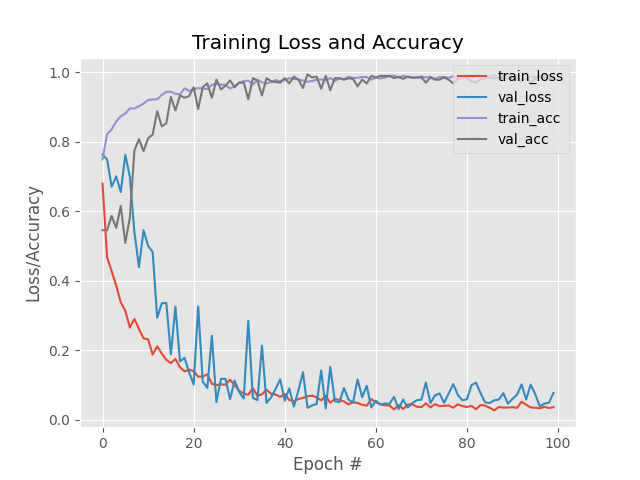 Training Loss and Accuracy
1.0
0.8
0.6
0.4
0.2
0.0
Loss/Accuracy
train_loss
val_loss
train_acc
val_acc
0 20 40 60 80 100
Epoch #